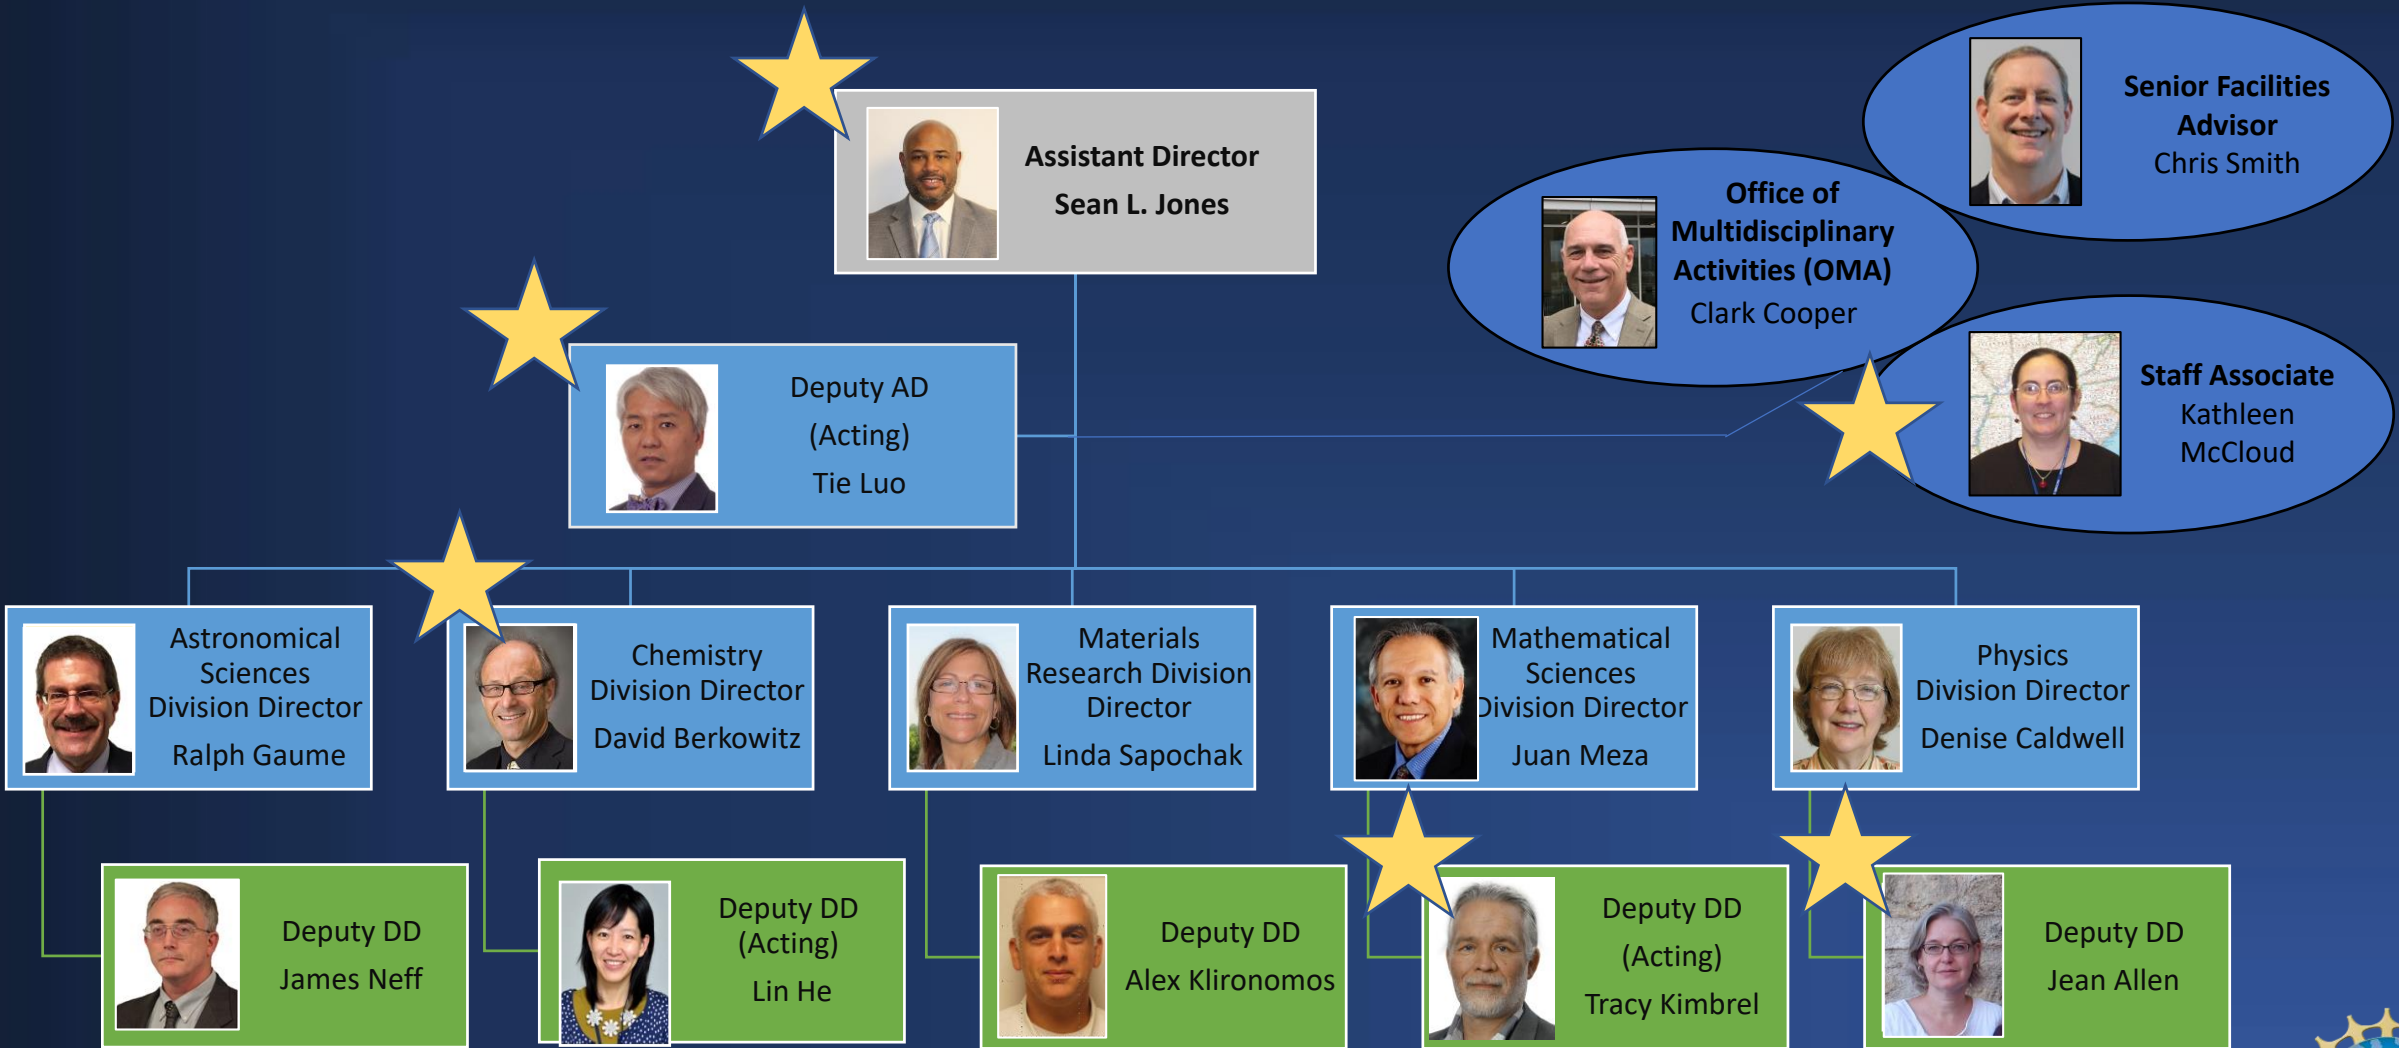 Assistant Director
Sean L. Jones
Senior Facilities
Advisor
Chris Smith
Office of
Multidisciplinary
Activities (OMA)
Clark Cooper
Staff Associate
Kathleen
McCloud
Deputy AD
(Acting)
Tie Luo
Astronomical
Sciences
Division Director
Ralph Gaume
Chemistry
Division Director
David Berkowitz
Materials
Research Division
Director
Linda Sapochak
Mathematical
Sciences
Division Director
Juan Meza
Physics
Division Director
Denise Caldwell
Deputy DD
James Neff
Deputy DD
(Acting)
Lin He
Deputy DD
Alex Klironomos
Deputy DD
(Acting)
Tracy Kimbrel
Deputy DD
Jean Allen